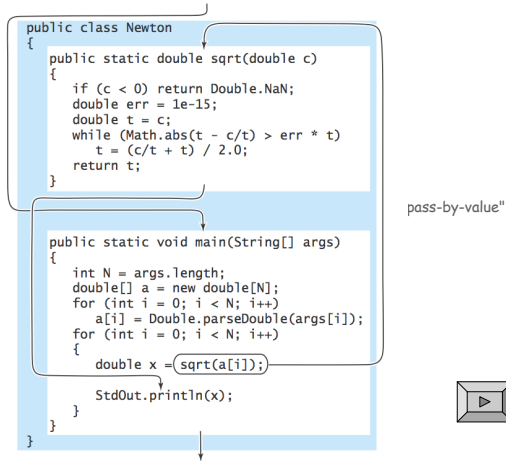 public class Newton
{
public static double sqrt(double c)
{
if (c < 0) return Double.NaN;
double err = 1e-15;
double t = c;
while (Math.abs(t - c/t) > err * t)
t = (c/t + t) / 2.0;
return t;
}
pass-by-value"
public static void main(String[] args)
{
int N = args.length;
double[] a = new double[N];
for (int i = 0; i < N; i++)
a[i] = Double.parseDouble(args[i]);
for (int i = 0; i < N; i++)
{
double x = sqrt(a[i]);
StdOut.println(x);
}
}
}